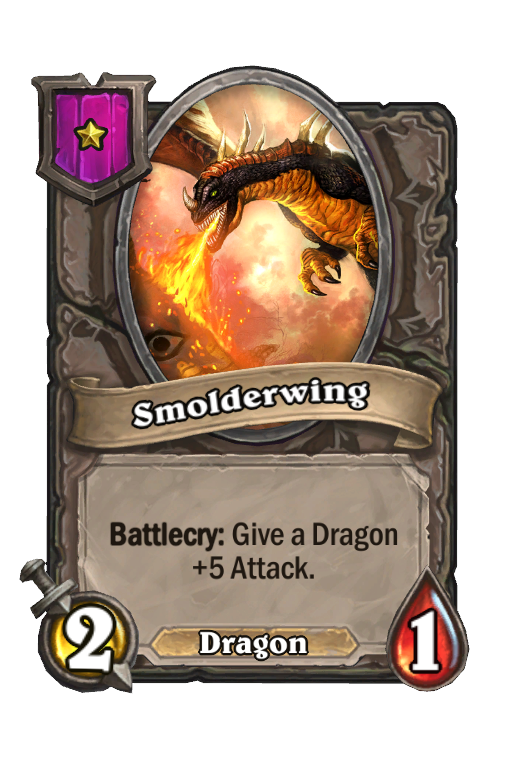 Smolderwing
Battlecry: Give a Dragon
+5 Attack.
2
Dragon
1